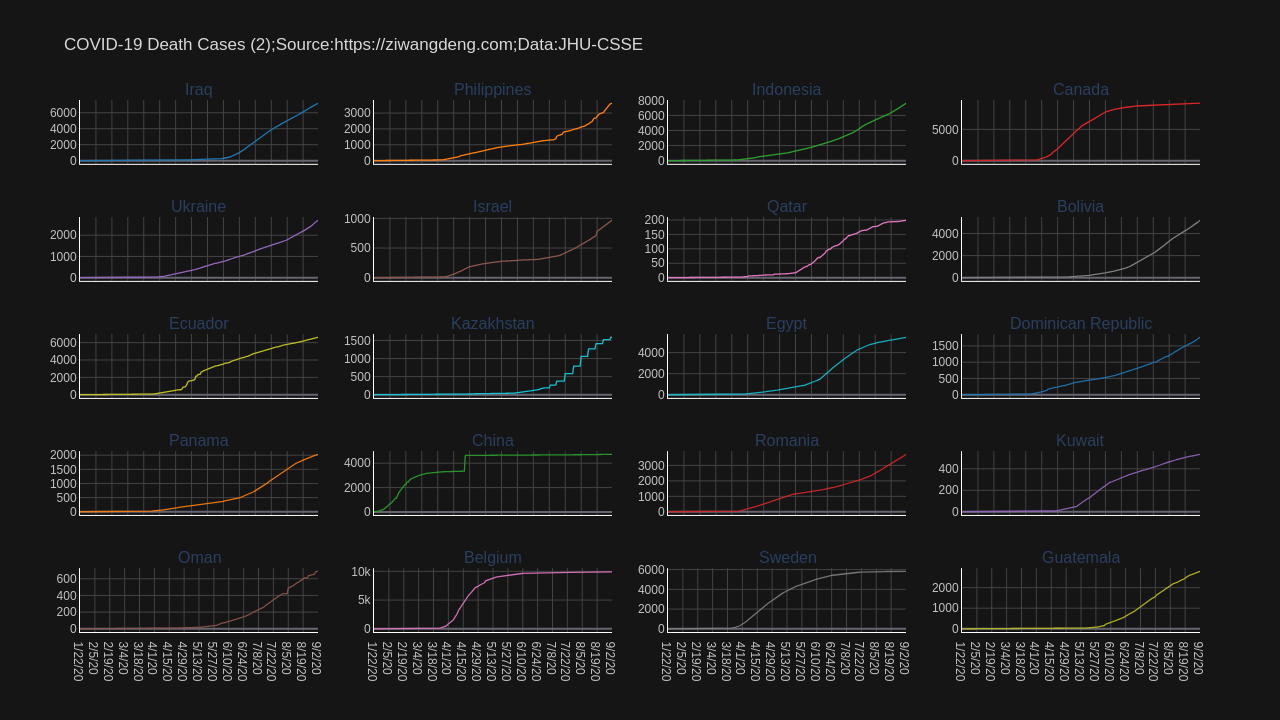 COVID-19 Death Cases (2);Source:https://ziwangdeng.com;Data:JHU-CSSE
Iraq Philippines Indonesia Canada
6000 4000 2000 0
3000 2000 1000 0
8000 6000 4000 2000 0
5000 0
Ukraine Israel Qatar Bolivia
2000 1000 0
1000 500 0
200 150 100 50 0
4000 2000 0
Ecuador Kazakhstan Egypt Dominican Republic
6000 4000 2000 0
1500 1000 500 0
4000 2000 0
1500 1000 500 0
Panama China Romania Kuwait
2000 1500 1000 500 0
4000 2000 0
3000 2000 1000 0
400 200 0
Oman Belgium Sweden Guatemala
600 400 200 0
10k 5k 0
6000 4000 2000 0
2000 1000 0
1/22/20 2/5/20 2/19/20 3/4/20 3/18/20 4/1/20 4/15/20 4/29/20 5/13/20 5/27/20 6/10/20 6/24/20 7/8/20 7/22/20 8/5/20 8/19/20 9/2/20
1/22/20 2/5/20 2/19/20 3/4/20 3/18/20 4/1/20 4/15/20 4/29/20 5/13/20 5/27/20 6/10/20 6/24/20 7/8/20 7/22/20 8/5/20 8/19/20 9/2/20
1/22/20 2/5/20 2/19/20 3/4/20 3/18/20 4/1/20 4/15/20 4/29/20 5/13/20 5/27/20 6/10/20 6/24/20 7/8/20 7/22/20 8/5/20 8/19/20 9/2/20
1/22/20 2/5/20 2/19/20 3/4/20 3/18/20 4/1/20 4/15/20 4/29/20 5/13/20 5/27/20 6/10/20 6/24/20 7/8/20 7/22/20 8/5/20 8/19/20 9/2/20